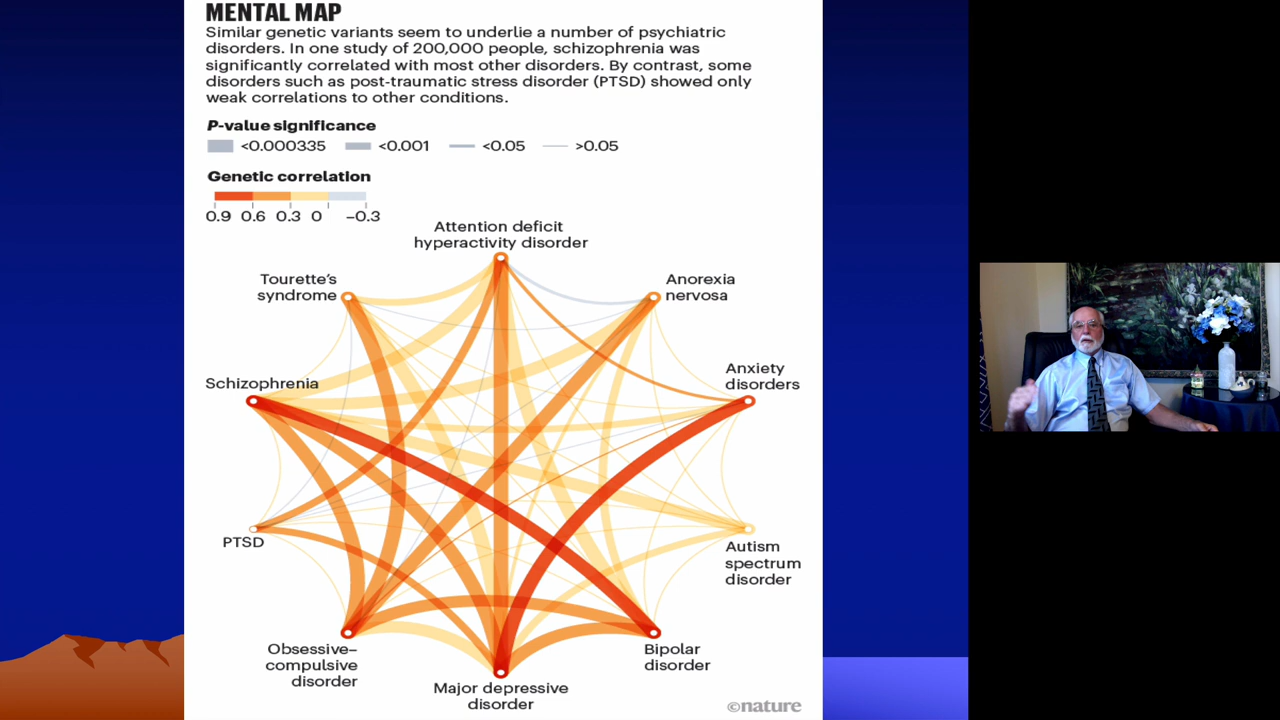 MENTAL MAP
Similar genetic variants seem to underlie a number of psychiatric
disorders. In one study of 200,000 people, schizophrenia was
significantly correlated with most other disorders. By contrast, some
disorders such as post-traumatic stress disorder (PTSD) showed only
weak correlations to other conditions.
P-value significance
<0.000335 <0.001 <0.05 >0.05
Genetic correlation
0.9 0.6 0.3 0 −0.3
Attention deficit
hyperactivity disorder
Tourette’s
syndrome
Anorexia
nervosa
Schizophrenia
Anxiety
disorders
PTSD
Autism
spectrum
disorder
Obsessive–
compulsive
disorder
Bipolar
disorder
Major depressive
disorder
©nature